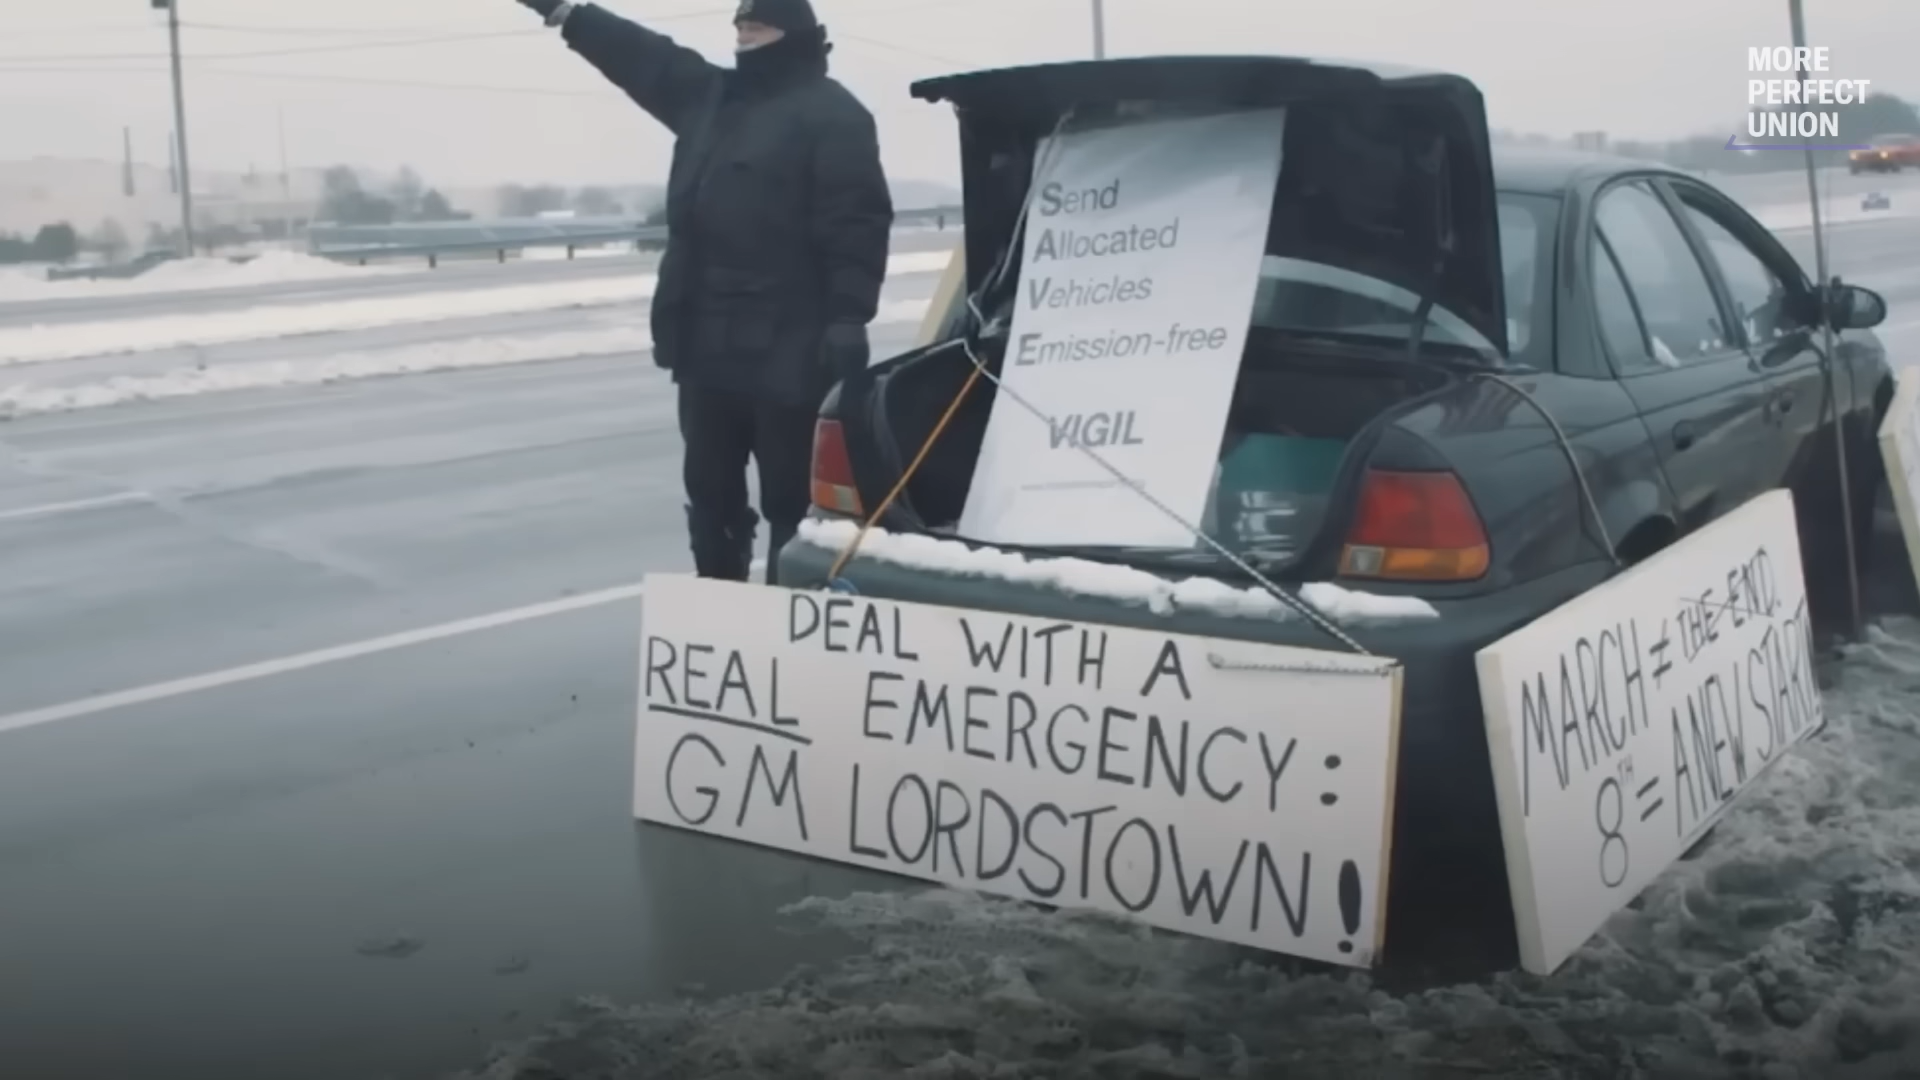 MORE
PERFECT
UNION
Send
Allocated
Vehicles
Emission-free
VIGIL
DEAL WITH A
REAL EMERGENCY:
GM LORDSTOWN!
MARCH ≠ THE END.
8TH = A NEW START!